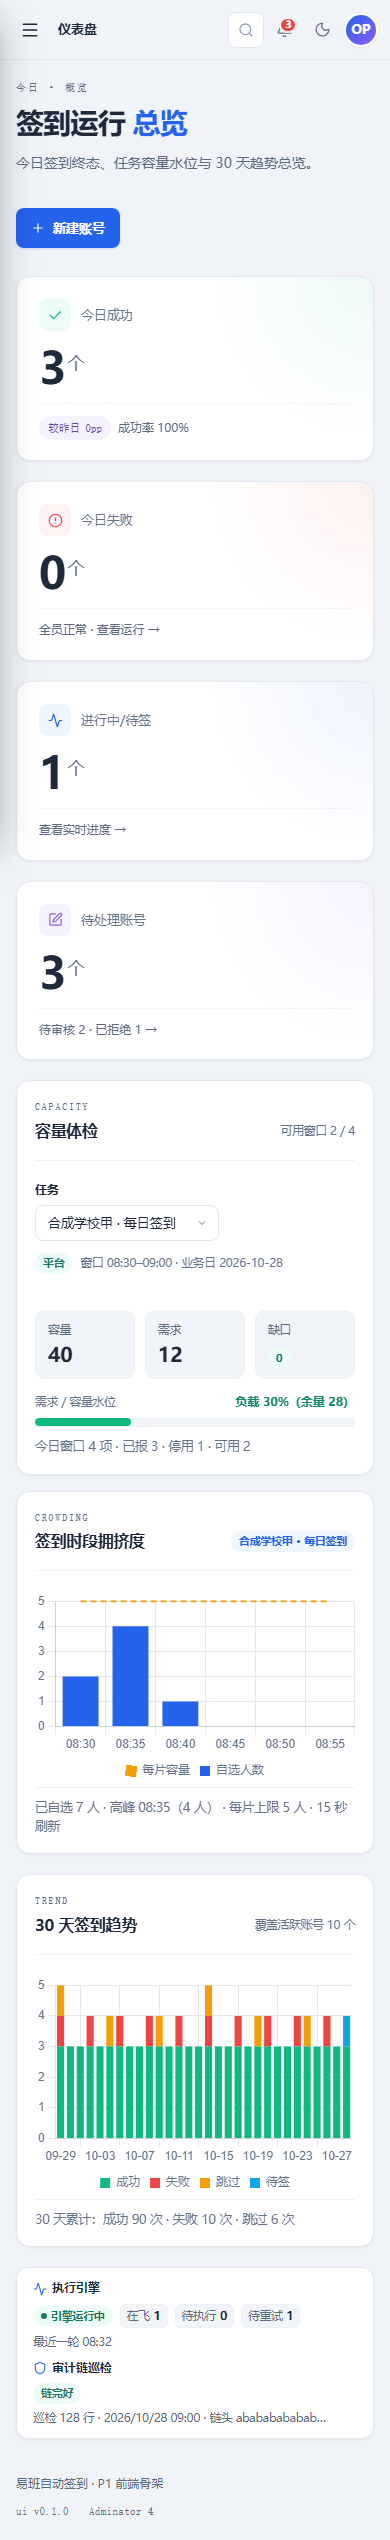 仪表盘
3
OP
今日 · 概览
签到运行 总览
今日签到终态、任务容量水位与 30 天趋势总览。
+ 新建账号
今日成功
3个
较昨日 0pp 成功率 100%
今日失败
0个
全员正常 · 查看运行 →
进行中/待签
1个
查看实时进度 →
待处理账号
3个
待审核 2 · 已拒绝 1 →
CAPACITY
容量体检 可用窗口 2 / 4
任务
合成学校甲 · 每日签到
平台 窗口 08:30–09:00 · 业务日 2026-10-28
容量 需求 缺口
40 12 0
需求 / 容量水位 负载 30%（余量 28）
今日窗口 4 项 · 已报 3 · 停用 1 · 可用 2
CROWDING
签到时段拥挤度 合成学校甲 • 每日签到
5
4
3
2
1
0
08:30 08:35 08:40 08:45 08:50 08:55
每片容量 自选人数
已自选 7 人 · 高峰 08:35（4 人） · 每片上限 5 人 · 15 秒
刷新
TREND
30 天签到趋势 覆盖活跃账号 10 个
5
4
3
2
1
0
09-29 10-03 10-07 10-11 10-15 10-19 10-23 10-27
成功 失败 跳过 待签
30 天累计：成功 90 次 · 失败 10 次 · 跳过 6 次
执行引擎
引擎运行中 在飞 1 待执行 0 待重试 1
最近一轮 08:32
审计链巡检
链完好
巡检 128 行 · 2026/10/28 09:00 · 链头 abababababab…
易班自动签到 · P1 前端骨架
ui v0.1.0 Adminator 4